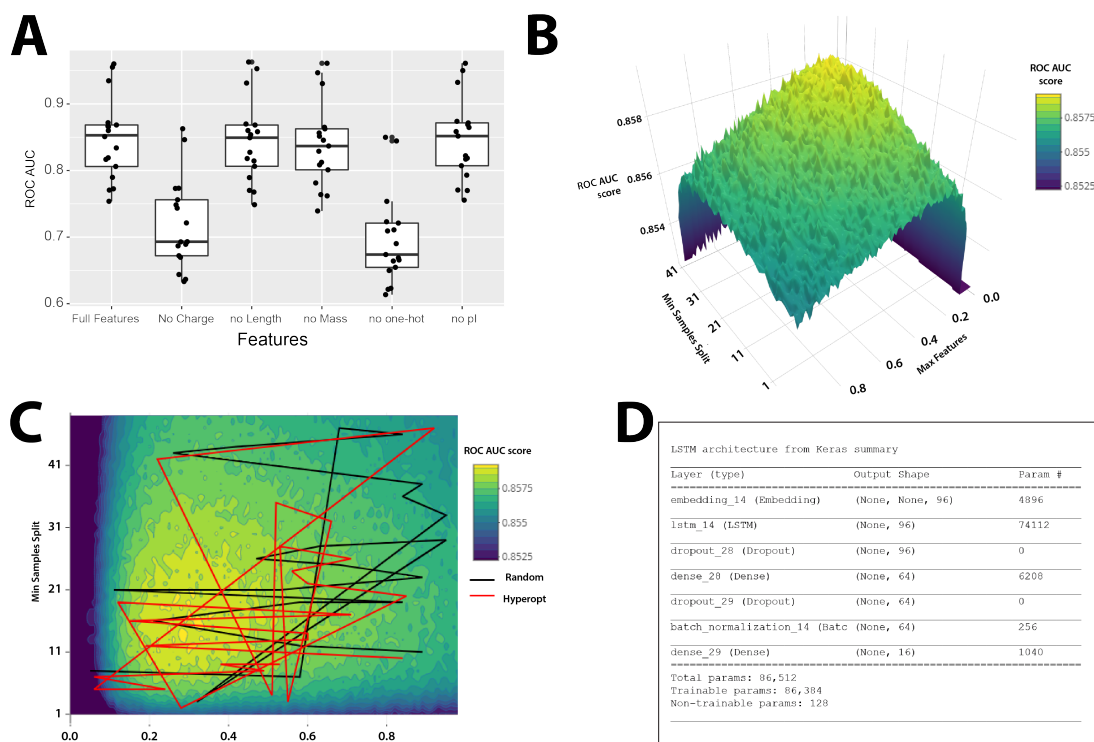 A
ROC AUC
0.9
0.8
0.7
0.6
Full Features No Charge no Length no Mass no one-hot no pI
Features
B
ROC AUC
score
0.858
0.856
0.854
ROC AUC
score
0.8575
0.855
0.8525
41
31
21
11
1
Min Samples Split
0.0
0.2
0.4
0.6
0.8
Max Features
C
Min Samples Split
41
31
21
11
1
0.0 0.2 0.4 0.6 0.8
ROC AUC score
0.8575
0.855
0.8525
Random
Hyperopt
D
LSTM architecture from Keras summary
Layer (type) Output Shape Param #
==========================================================
embedding_14 (Embedding) (None, None, 96) 4896
lstm_14 (LSTM) (None, 96) 74112
dropout_28 (Dropout) (None, 96) 0
dense_28 (Dense) (None, 64) 6208
dropout_29 (Dropout) (None, 64) 0
batch_normalization_14 (Batc (None, 64) 256
dense_29 (Dense) (None, 16) 1040
==========================================================
Total params: 86,512
Trainable params: 86,384
Non-trainable params: 128